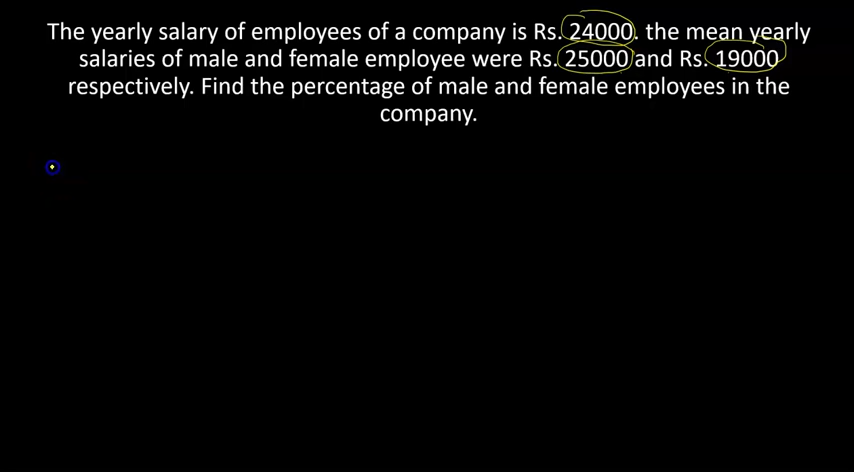 The yearly salary of employees of a company is Rs. 24000. the mean yearly
salaries of male and female employee were Rs. 25000 and Rs. 19000
respectively. Find the percentage of male and female employees in the
company.